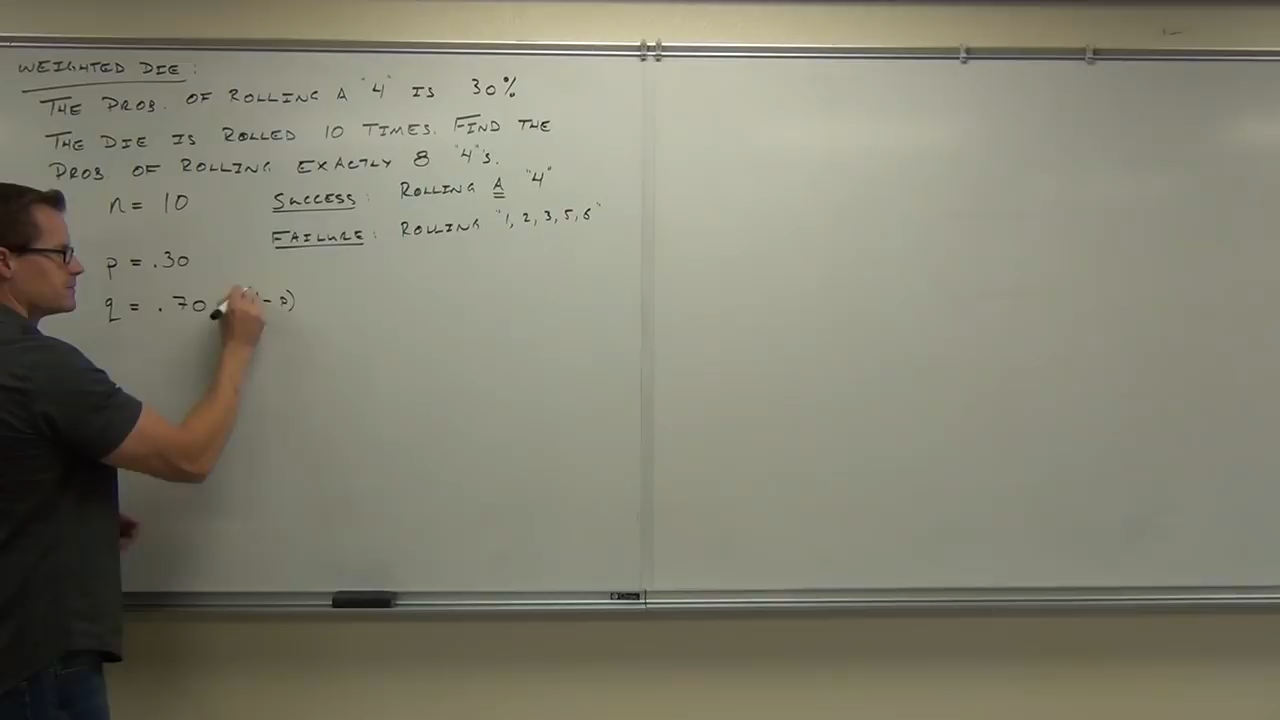 WEIGHTED DIE:
THE PROB. OF ROLLING A "4" IS 30%
THE DIE IS ROLLED 10 TIMES. FIND THE
PROB OF ROLLING EXACTLY 8 "4"s.
n = 10
SUCCESS: ROLLING A "4"
FAILURE: ROLLING "1, 2, 3, 5, 6"
p = .30
q = .70 - p)